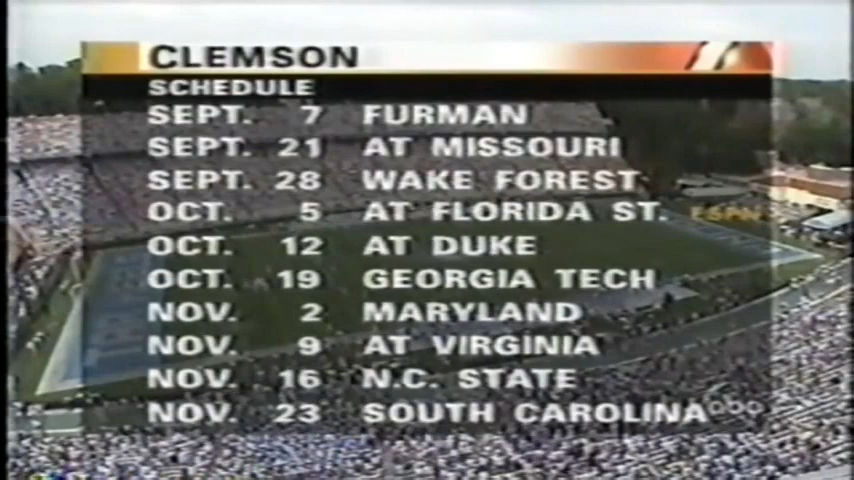 CLEMSON
SCHEDULE
SEPT. 7 FURMAN
SEPT. 21 AT MISSOURI
SEPT. 28 WAKE FOREST
OCT. 5 AT FLORIDA ST.
ESPN
OCT. 12 AT DUKE
OCT. 19 GEORGIA TECH
NOV. 2 MARYLAND
NOV. 9 AT VIRGINIA
NOV. 16 N.C. STATE
NOV. 23 SOUTH CAROLINA
abc